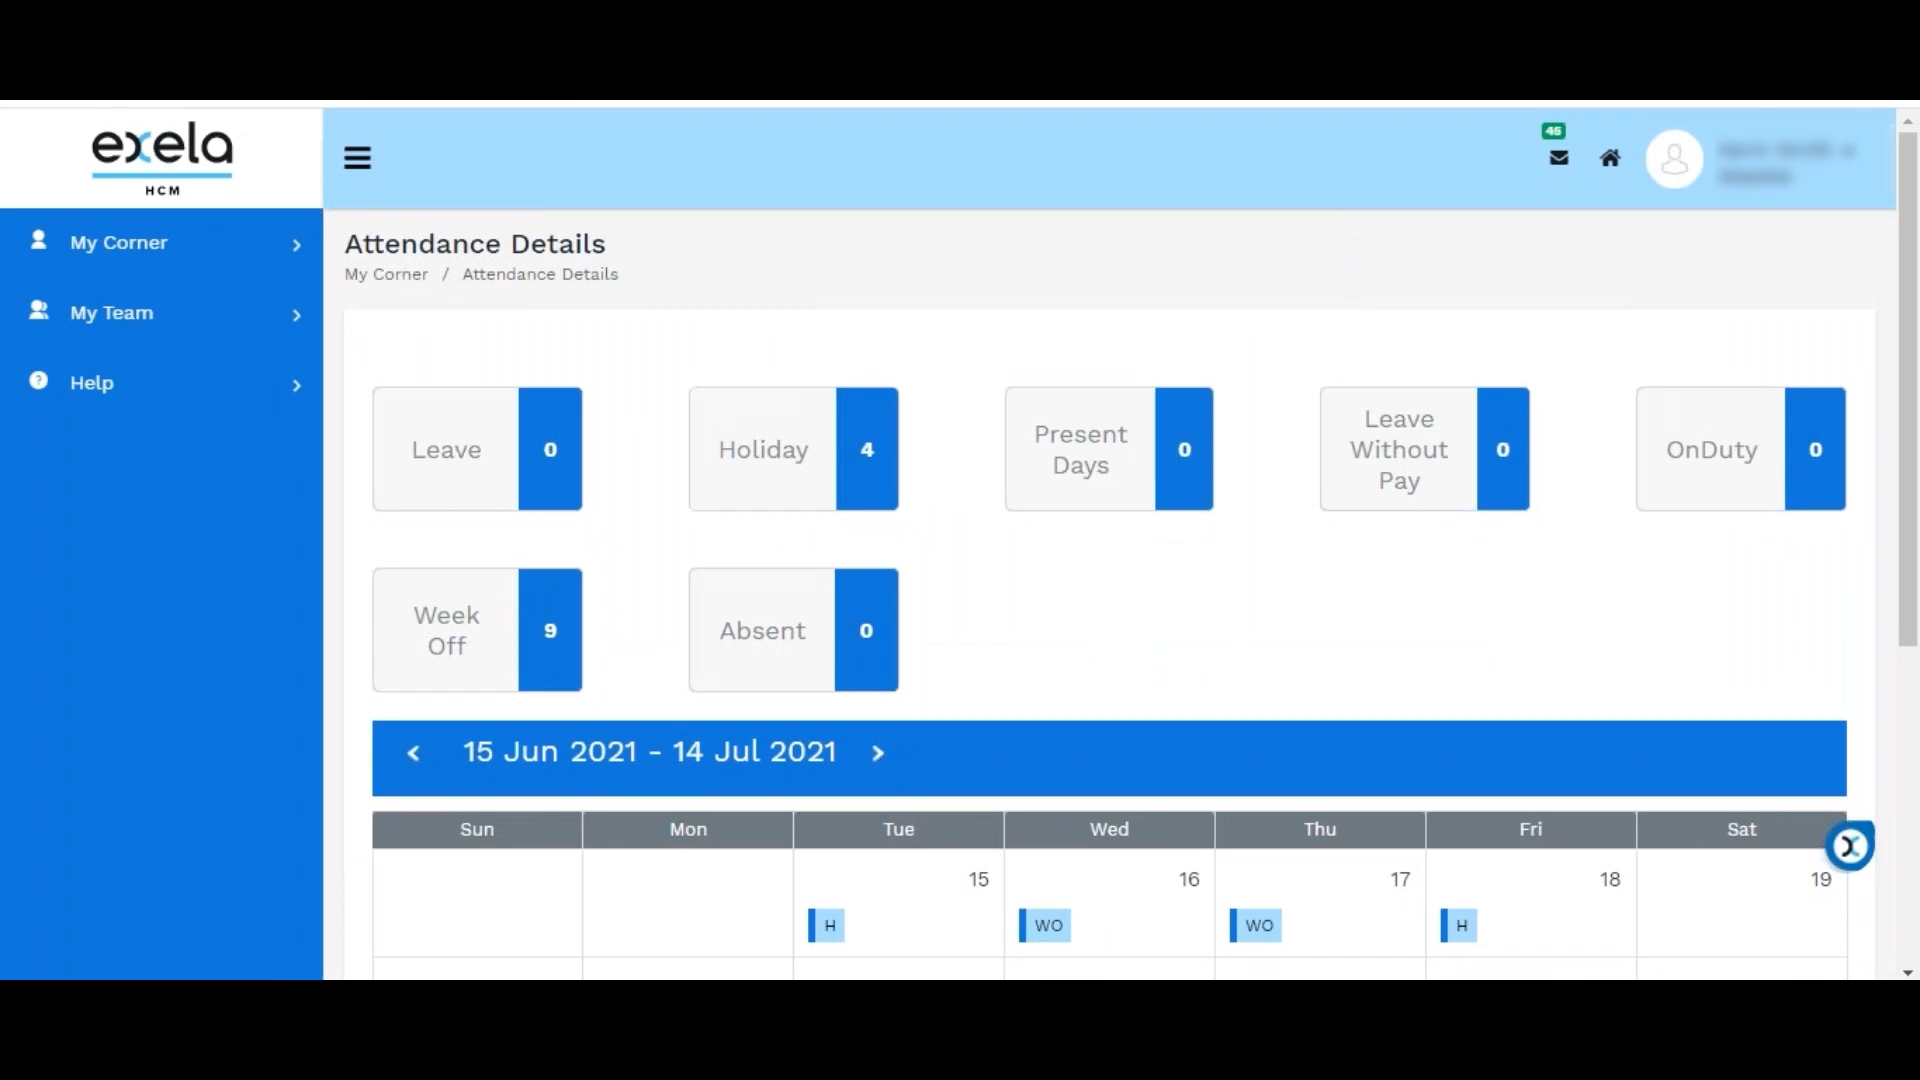 exela
HCM
45
My Corner
My Team
Help
Attendance Details
My Corner / Attendance Details
Leave 0
Holiday 4
Present
Days
0
Leave
Without
Pay
0
OnDuty 0
Week
Off
9
Absent 0
15 Jun 2021 - 14 Jul 2021
Sun Mon Tue Wed Thu Fri Sat
15 16 17 18 19
H WO WO H